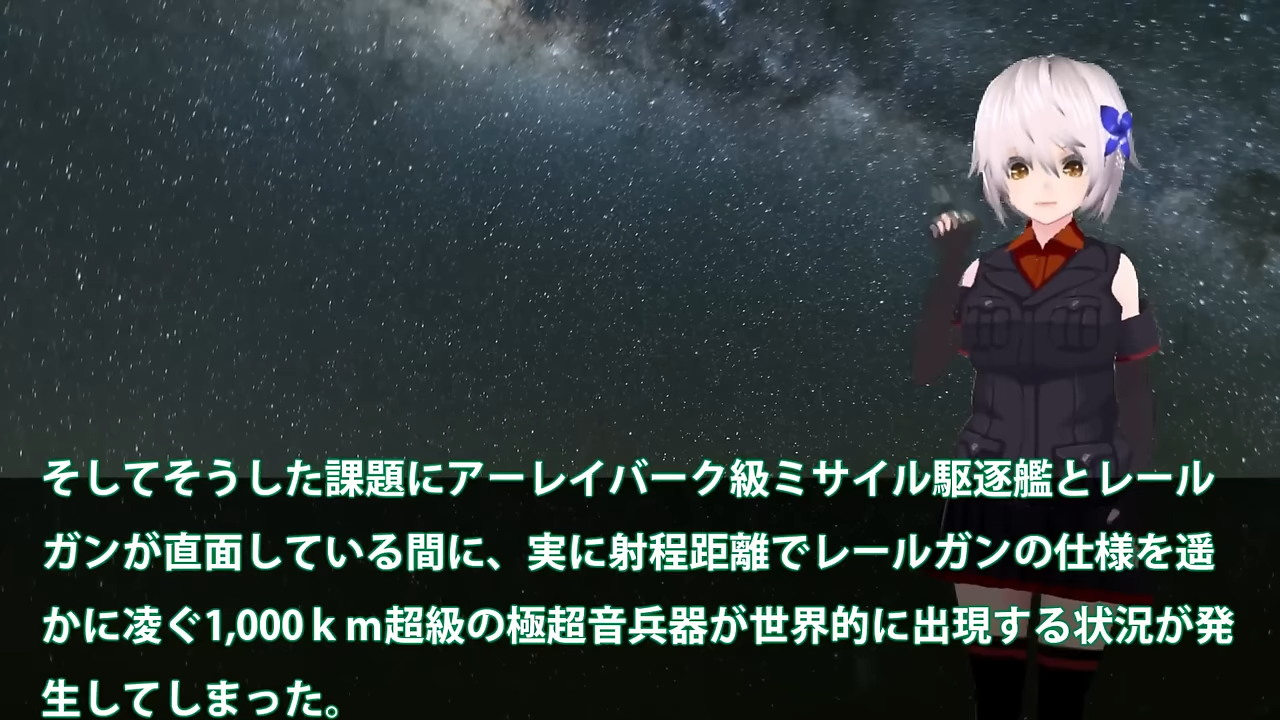 そしてそうした課題にアーレイバーク級ミサイル駆逐艦とレール
ガンが直面している間に、実に射程距離でレールガンの仕様を遥
かに凌ぐ1,000ｋｍ超級の極超音兵器が世界的に出現する状況が発
生してしまった。